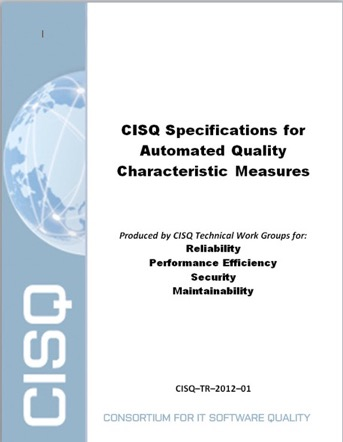 CISQ Specifications for
Automated Quality
Characteristic Measures
Produced by CISQ Technical Work Groups for:
Reliability
Performance Efficiency
Security
Maintainability
CISQ
CISQ–TR–2012–01
CONSORTIUM FOR IT SOFTWARE QUALITY